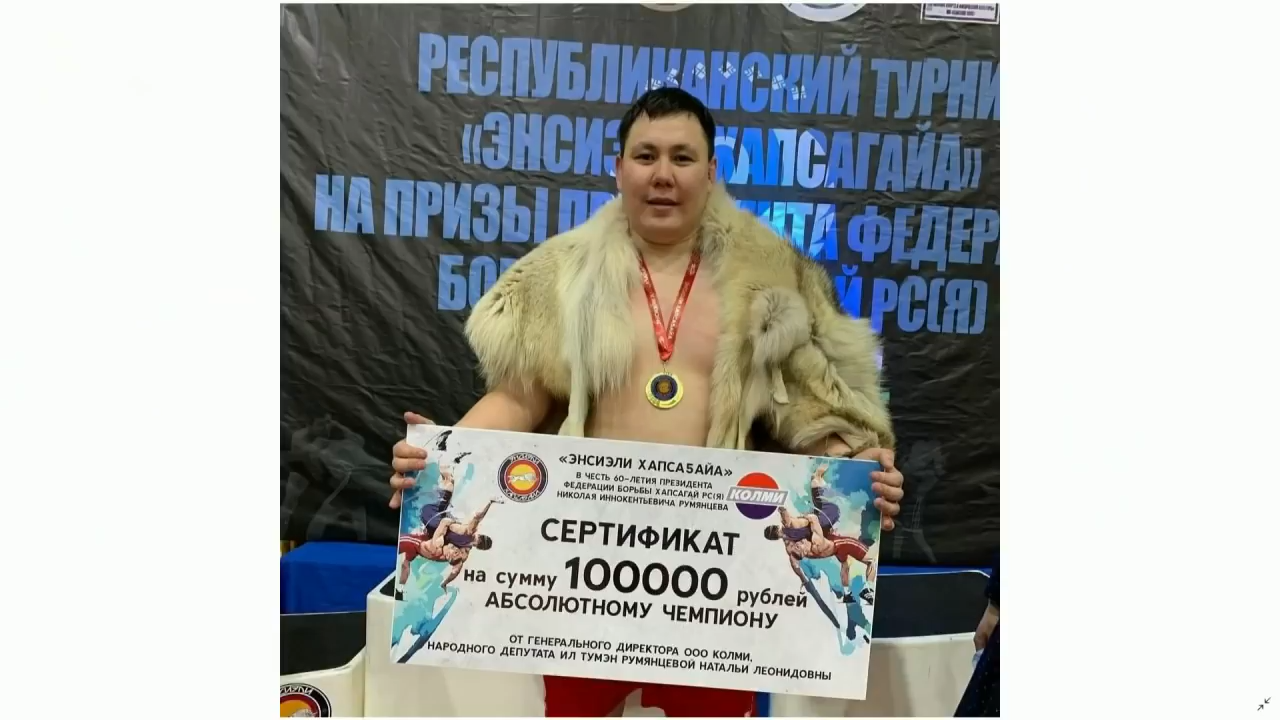 РЕСПУБЛИКАНСКИЙ ТУРНИ
«ЭНСИЭ ХАПСАГАЙА»
НА ПРИЗЫ ФЕДЕР
РС(Я)
«ЭНСИЭЛИ ХАПСАҔАЙА»
В ЧЕСТЬ 60-ЛЕТИЯ ПРЕЗИДЕНТА
ФЕДЕРАЦИИ БОРЬБЫ ХАПСАГАЙ РС(Я)
НИКОЛАЯ ИННОКЕНТЬЕВИЧА РУМЯНЦЕВА
КОЛМИ
СЕРТИФИКАТ
на сумму 100000 рублей
АБСОЛЮТНОМУ ЧЕМПИОНУ
ОТ ГЕНЕРАЛЬНОГО ДИРЕКТОРА ООО КОЛМИ,
НАРОДНОГО ДЕПУТАТА ИЛ ТУМЭН РУМЯНЦЕВОЙ НАТАЛЬИ ЛЕОНИДОВНЫ